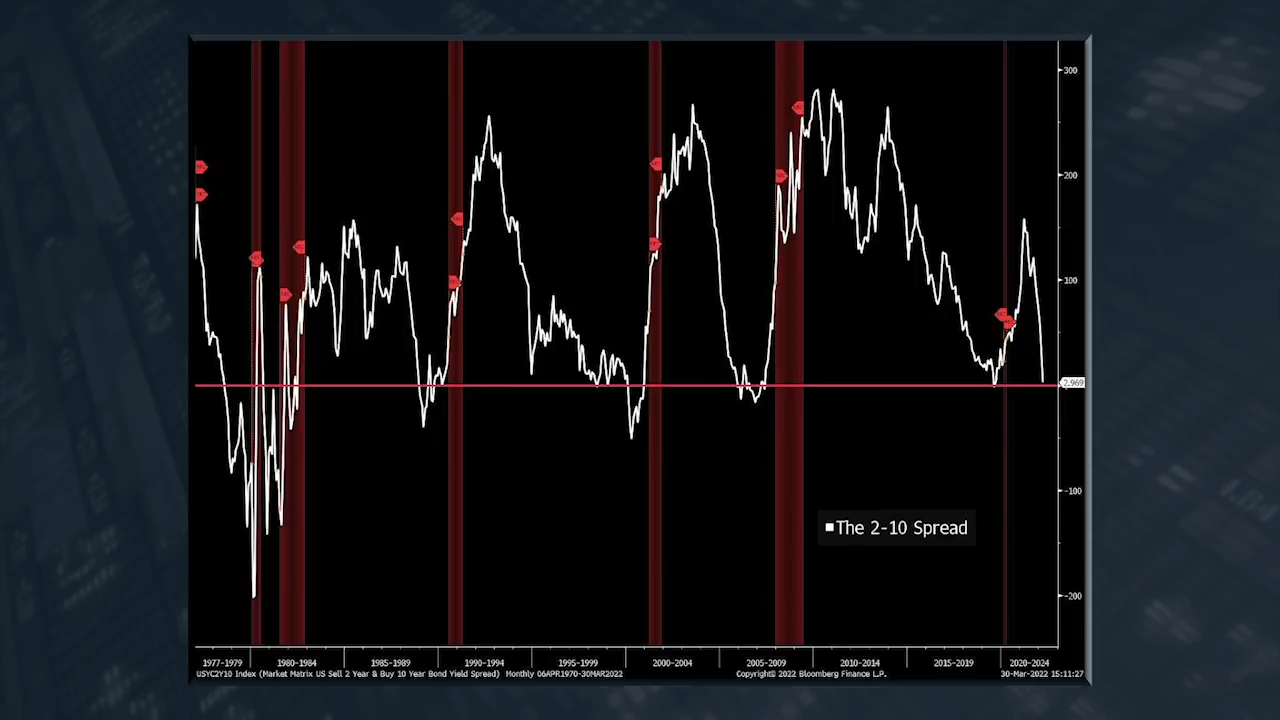 300
200
100
2.969
-100
-200
The 2-10 Spread
1977-1979 1980-1984 1985-1989 1990-1994 1995-1999 2000-2004 2005-2009 2010-2014 2015-2019 2020-2024
USYC2Y10 Index (Market Matrix US Sell 2 Year & Buy 10 Year Bond Yield Spread) Monthly 06APR1970-30MAR2022 Copyright© 2022 Bloomberg Finance L.P. 30-Mar-2022 15:11:27